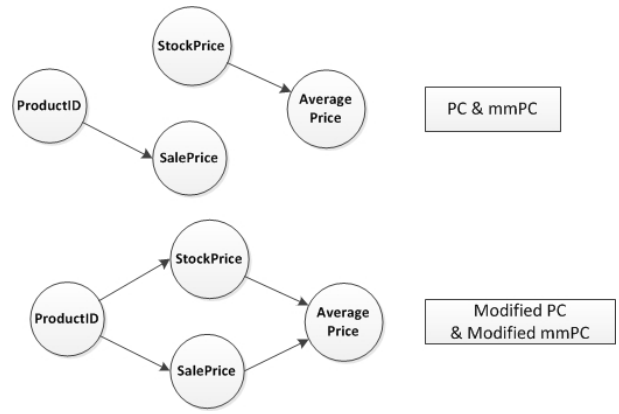 StockPrice
ProductID
Average
Price
PC & mmPC
SalePrice
StockPrice
ProductID
Average
Price
Modified PC
& Modified mmPC
SalePrice